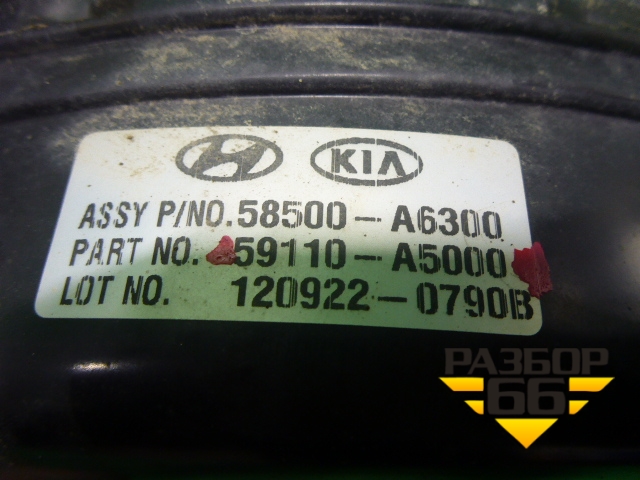 KIA
ASSY P/NO. 58500-A6300
PART NO. 59110-A5000
LOT NO. 120922-0790B
РАЗБОР
66